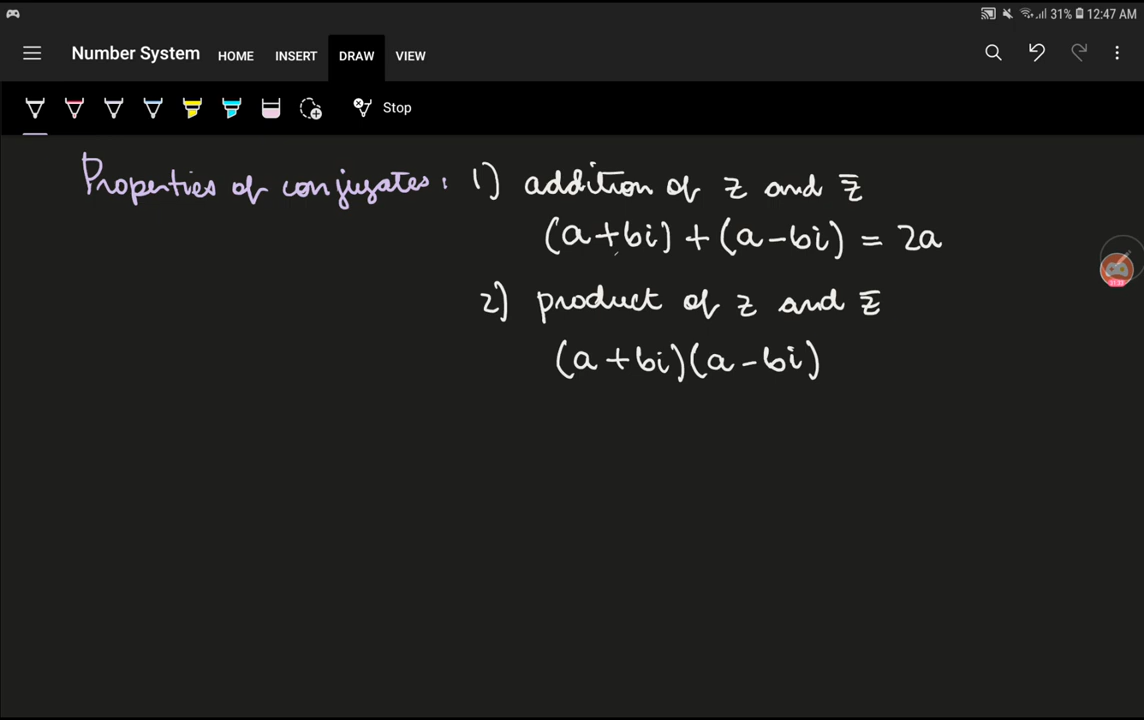 31% 12:47 AM
Number System HOME INSERT DRAW VIEW
Stop
Properties of conjugates: 1) addition of z and z̅
(a+bi) + (a-bi) = 2a
2) product of z and z̅
(a+bi)(a-bi)